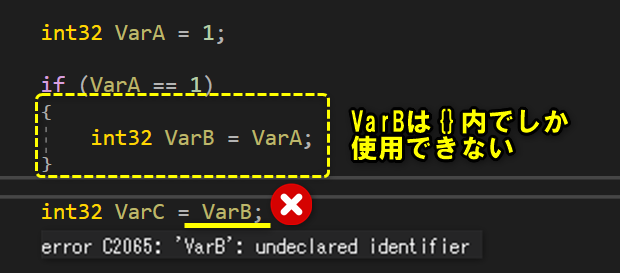 int32 VarA = 1;
if (VarA == 1)
{
int32 VarB = VarA;
}
VarBは{}内でしか
使用できない
int32 VarC = VarB;
error C2065: 'VarB': undeclared identifier